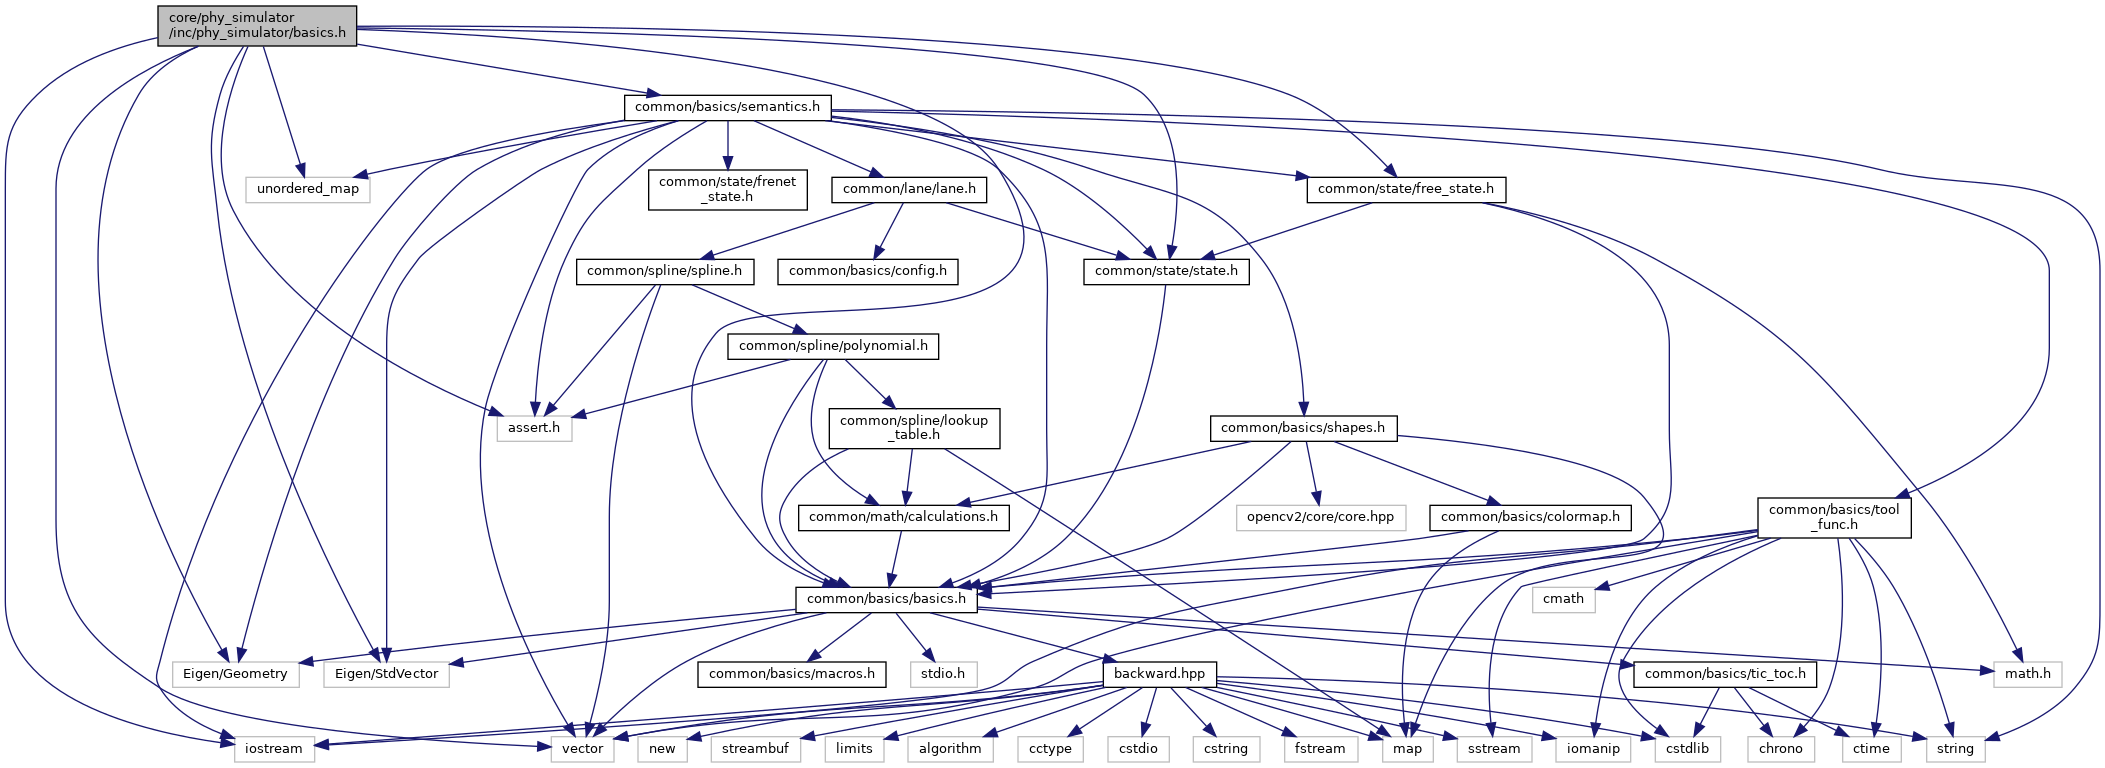 core/phy_simulator
/inc/phy_simulator/basics.h
common/basics/semantics.h
unordered_map
common/state/frenet
_state.h
common/lane/lane.h
common/state/free_state.h
common/spline/spline.h
common/basics/config.h
common/state/state.h
common/spline/polynomial.h
assert.h
common/spline/lookup
_table.h
common/basics/shapes.h
common/math/calculations.h
opencv2/core/core.hpp
common/basics/colormap.h
common/basics/tool
_func.h
common/basics/basics.h
cmath
Eigen/Geometry
Eigen/StdVector
common/basics/macros.h
stdio.h
backward.hpp
common/basics/tic_toc.h
math.h
iostream
vector
new
streambuf
limits
algorithm
cctype
cstdio
cstring
fstream
map
sstream
iomanip
cstdlib
chrono
ctime
string